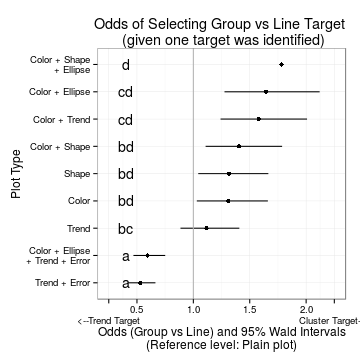 Odds of Selecting Group vs Line Target
(given one target was identified)
Plot Type
Color + Shape
+ Ellipse
d
Color + Ellipse
cd
Color + Trend
cd
Color + Shape
bd
Shape
bd
Color
bd
Trend
bc
Color + Ellipse
+ Trend + Error
a
Trend + Error
a
0.5 1.0 1.5 2.0
<--Trend Target Cluster Target-
Odds (Group vs Line) and 95% Wald Intervals
(Reference level: Plain plot)